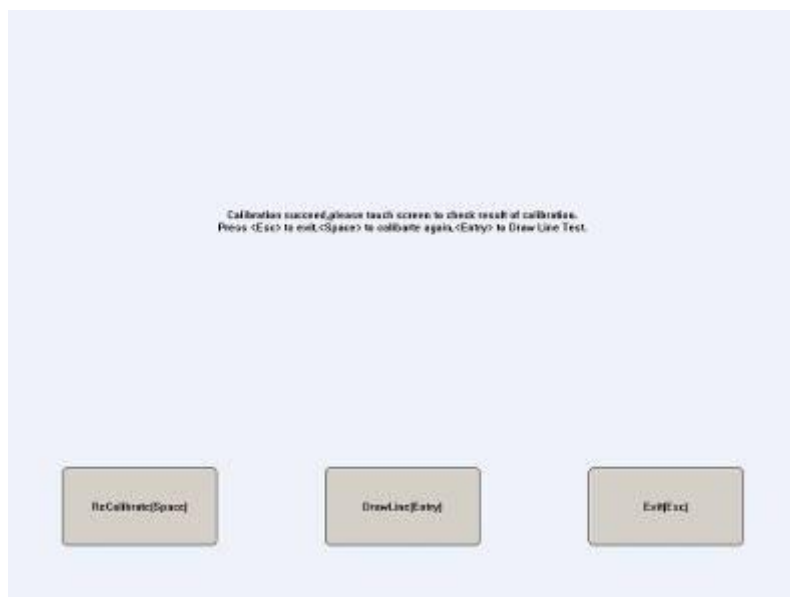 Calibration succeed,please touch screen to check result of calibration.
Press <Esc> to exit,<Space> to calibarte again,<Entry> to Draw Line Test.
ReCalibrate(Space)
DrawLine(Entry)
Exit(Esc)